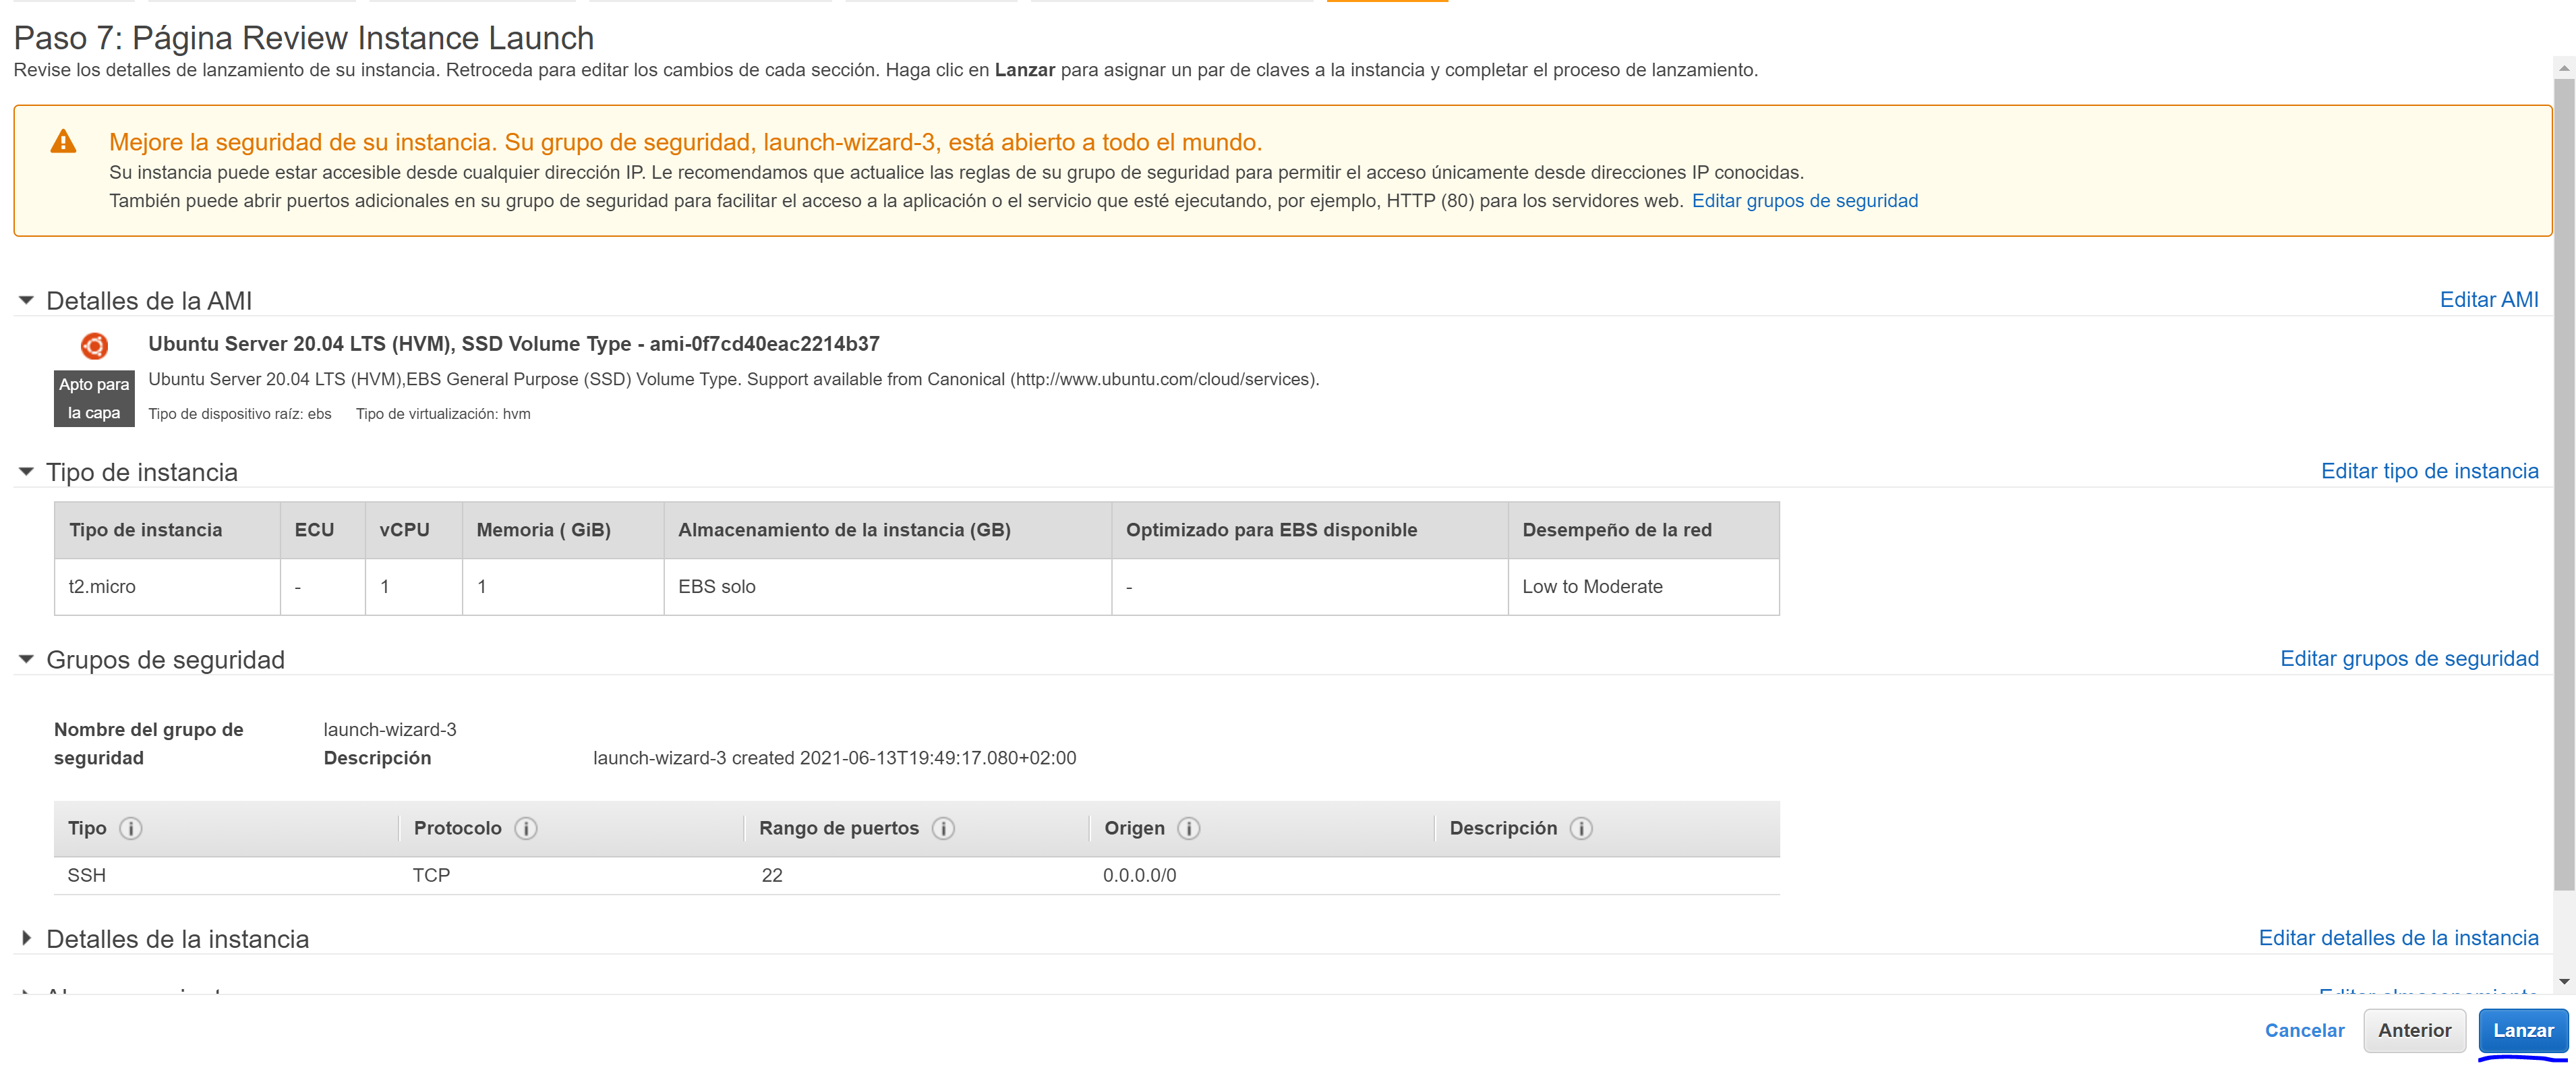 Paso 7: Página Review Instance Launch
Revise los detalles de lanzamiento de su instancia. Retroceda para editar los cambios de cada sección. Haga clic en Lanzar para asignar un par de claves a la instancia y completar el proceso de lanzamiento.
Mejore la seguridad de su instancia. Su grupo de seguridad, launch-wizard-3, está abierto a todo el mundo.
Su instancia puede estar accesible desde cualquier dirección IP. Le recomendamos que actualice las reglas de su grupo de seguridad para permitir el acceso únicamente desde direcciones IP conocidas.
También puede abrir puertos adicionales en su grupo de seguridad para facilitar el acceso a la aplicación o el servicio que esté ejecutando, por ejemplo, HTTP (80) para los servidores web. Editar grupos de seguridad
Detalles de la AMI Editar AMI
Ubuntu Server 20.04 LTS (HVM), SSD Volume Type - ami-0f7cd40eac2214b37
Apto para
la capa
Ubuntu Server 20.04 LTS (HVM),EBS General Purpose (SSD) Volume Type. Support available from Canonical (http://www.ubuntu.com/cloud/services).
Tipo de dispositivo raíz: ebs Tipo de virtualización: hvm
Tipo de instancia Editar tipo de instancia
Tipo de instancia ECU vCPU Memoria ( GiB) Almacenamiento de la instancia (GB) Optimizado para EBS disponible Desempeño de la red
t2.micro - 1 1 EBS solo - Low to Moderate
Grupos de seguridad Editar grupos de seguridad
Nombre del grupo de launch-wizard-3
seguridad Descripción launch-wizard-3 created 2021-06-13T19:49:17.080+02:00
Tipo Protocolo Rango de puertos Origen Descripción
SSH TCP 22 0.0.0.0/0
Detalles de la instancia Editar detalles de la instancia
Cancelar Anterior Lanzar